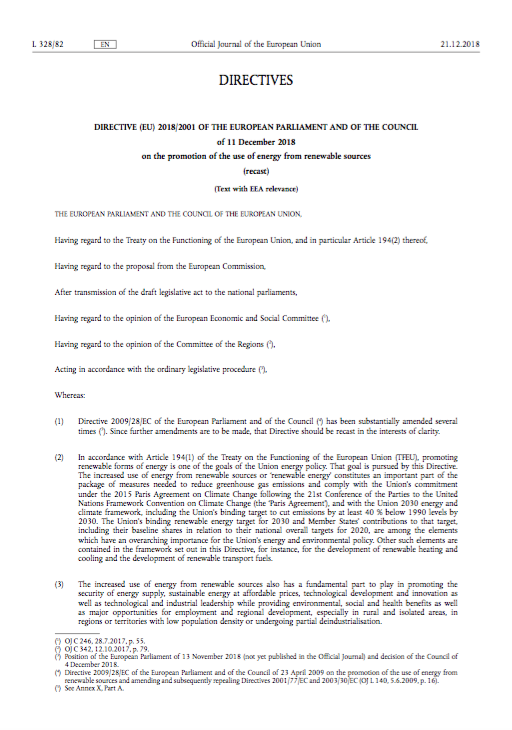 L 328/82 EN Official Journal of the European Union 21.12.2018
DIRECTIVES
DIRECTIVE (EU) 2018/2001 OF THE EUROPEAN PARLIAMENT AND OF THE COUNCIL
of 11 December 2018
on the promotion of the use of energy from renewable sources
(recast)
(Text with EEA relevance)
THE EUROPEAN PARLIAMENT AND THE COUNCIL OF THE EUROPEAN UNION,
Having regard to the Treaty on the Functioning of the European Union, and in particular Article 194(2) thereof,
Having regard to the proposal from the European Commission,
After transmission of the draft legislative act to the national parliaments,
Having regard to the opinion of the European Economic and Social Committee (¹),
Having regard to the opinion of the Committee of the Regions (²),
Acting in accordance with the ordinary legislative procedure (³),
Whereas:
(1) Directive 2009/28/EC of the European Parliament and of the Council (⁴) has been substantially amended several
times (⁵). Since further amendments are to be made, that Directive should be recast in the interests of clarity.
(2) In accordance with Article 194(1) of the Treaty on the Functioning of the European Union (TFEU), promoting
renewable forms of energy is one of the goals of the Union energy policy. That goal is pursued by this Directive.
The increased use of energy from renewable sources or 'renewable energy' constitutes an important part of the
package of measures needed to reduce greenhouse gas emissions and comply with the Union's commitment
under the 2015 Paris Agreement on Climate Change following the 21st Conference of the Parties to the United
Nations Framework Convention on Climate Change (the 'Paris Agreement'), and with the Union 2030 energy and
climate framework, including the Union's binding target to cut emissions by at least 40 % below 1990 levels by
2030. The Union's binding renewable energy target for 2030 and Member States' contributions to that target,
including their baseline shares in relation to their national overall targets for 2020, are among the elements
which have an overarching importance for the Union's energy and environmental policy. Other such elements are
contained in the framework set out in this Directive, for instance, for the development of renewable heating and
cooling and the development of renewable transport fuels.
(3) The increased use of energy from renewable sources also has a fundamental part to play in promoting the
security of energy supply, sustainable energy at affordable prices, technological development and innovation as
well as technological and industrial leadership while providing environmental, social and health benefits as well
as major opportunities for employment and regional development, especially in rural and isolated areas, in
regions or territories with low population density or undergoing partial deindustrialisation.
(¹) OJ C 246, 28.7.2017, p. 55.
(²) OJ C 342, 12.10.2017, p. 79.
(³) Position of the European Parliament of 13 November 2018 (not yet published in the Official Journal) and decision of the Council of
4 December 2018.
(⁴) Directive 2009/28/EC of the European Parliament and of the Council of 23 April 2009 on the promotion of the use of energy from
renewable sources and amending and subsequently repealing Directives 2001/77/EC and 2003/30/EC (OJ L 140, 5.6.2009, p. 16).
(⁵) See Annex X, Part A.